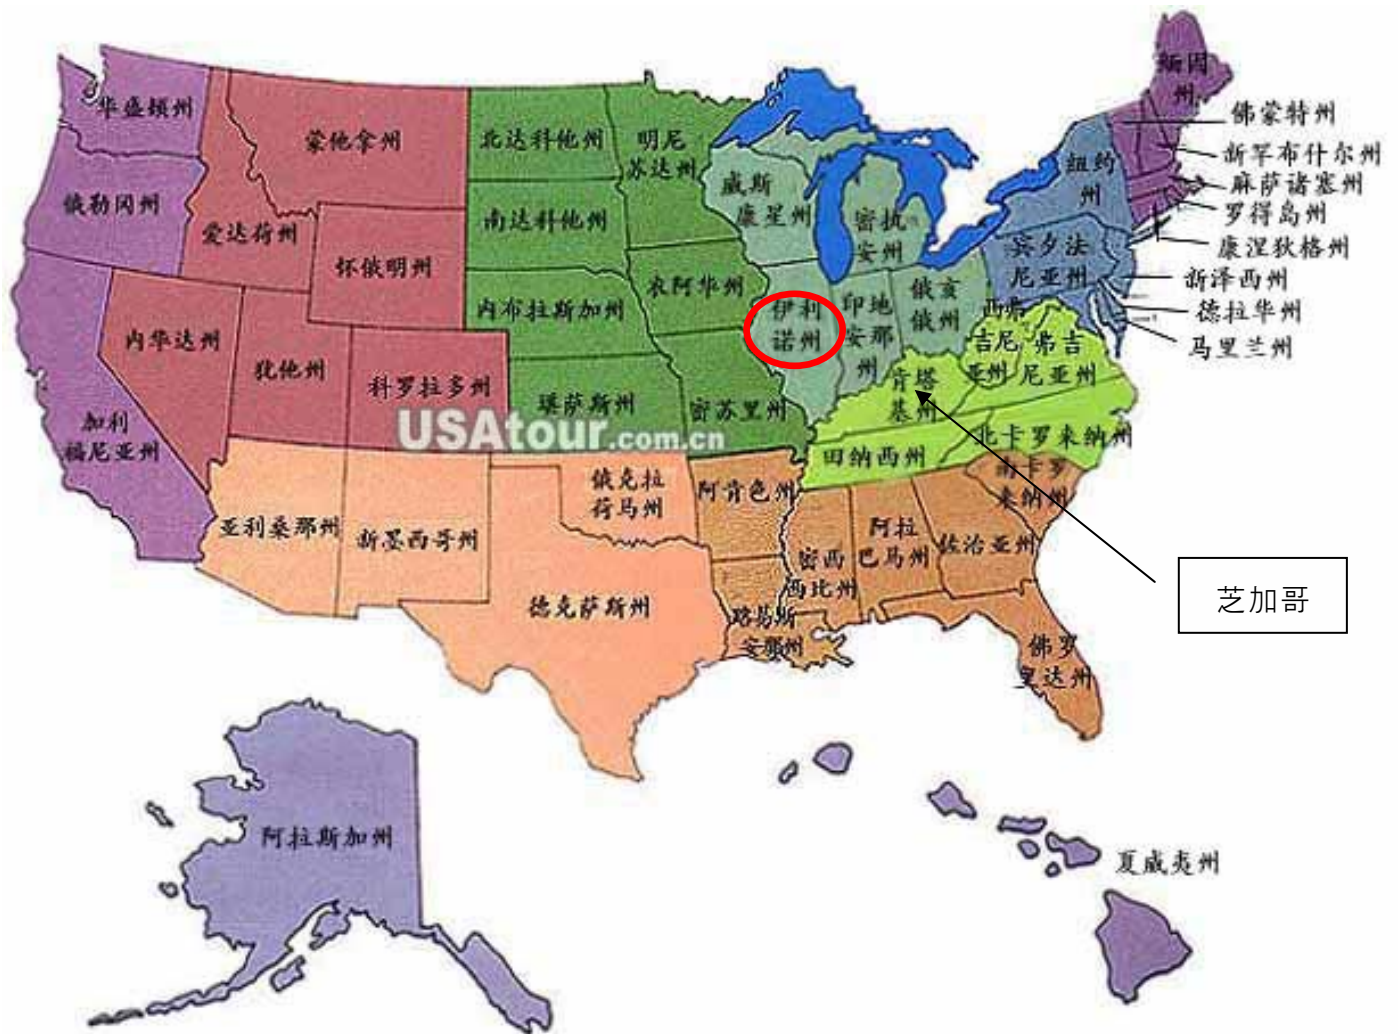 缅因
州
华盛顿州
蒙他拿州
北达科他州
明尼
苏达州
佛蒙特州
新罕布什尔州
麻萨诸塞州
罗得岛州
康涅狄格州
纽约
州
威斯
康星州
密执
安州
俄勒冈州
爱达荷州
南达科他州
怀俄明州
宾夕法
尼亚州
新泽西州
德拉华州
马里兰州
内布拉斯加州
衣阿华州
伊利
诺州
印地
安那
州
俄亥
俄州
西弗
吉尼
亚州
弗吉
尼亚州
内华达州
犹他州
科罗拉多州
堪萨斯州
密苏里州
肯塔
基州
加利
福尼亚州
USAtour.com.cn
田纳西州
北卡罗来纳州
南卡罗
来纳州
亚利桑那州
新墨西哥州
俄克拉
荷马州
阿肯色州
密西
西比州
阿拉
巴马州
佐治亚州
德克萨斯州
路易斯
安那州
佛罗
里达州
芝加哥
阿拉斯加州
夏威夷州